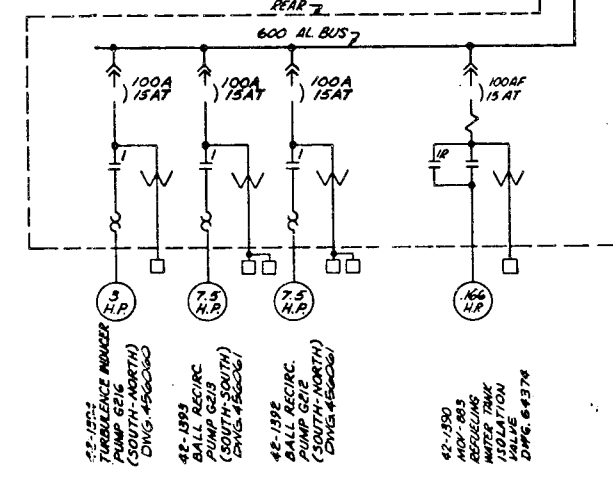 REAR
600 AL BUS
100A
15AT
100A
15AT
100A
15AT
100AF
15 AT
1
1
1
1R
3
H.P.
7.5
H.P.
7.5
H.P.
.166
H.P.
TURBULENCE INDUCER
PUMP G216
(SOUTH-NORTH)
DWG.456060
42-1393
BALL RECIRC.
PUMP G213
(SOUTH-SOUTH)
DWG.456061
42-1392
BALL RECIRC.
PUMP G212
(SOUTH-NORTH)
DWG.456061
42-1390
MOV-883
REFUELING
WATER TANK
ISOLATION
VALVE
DWG. 64374